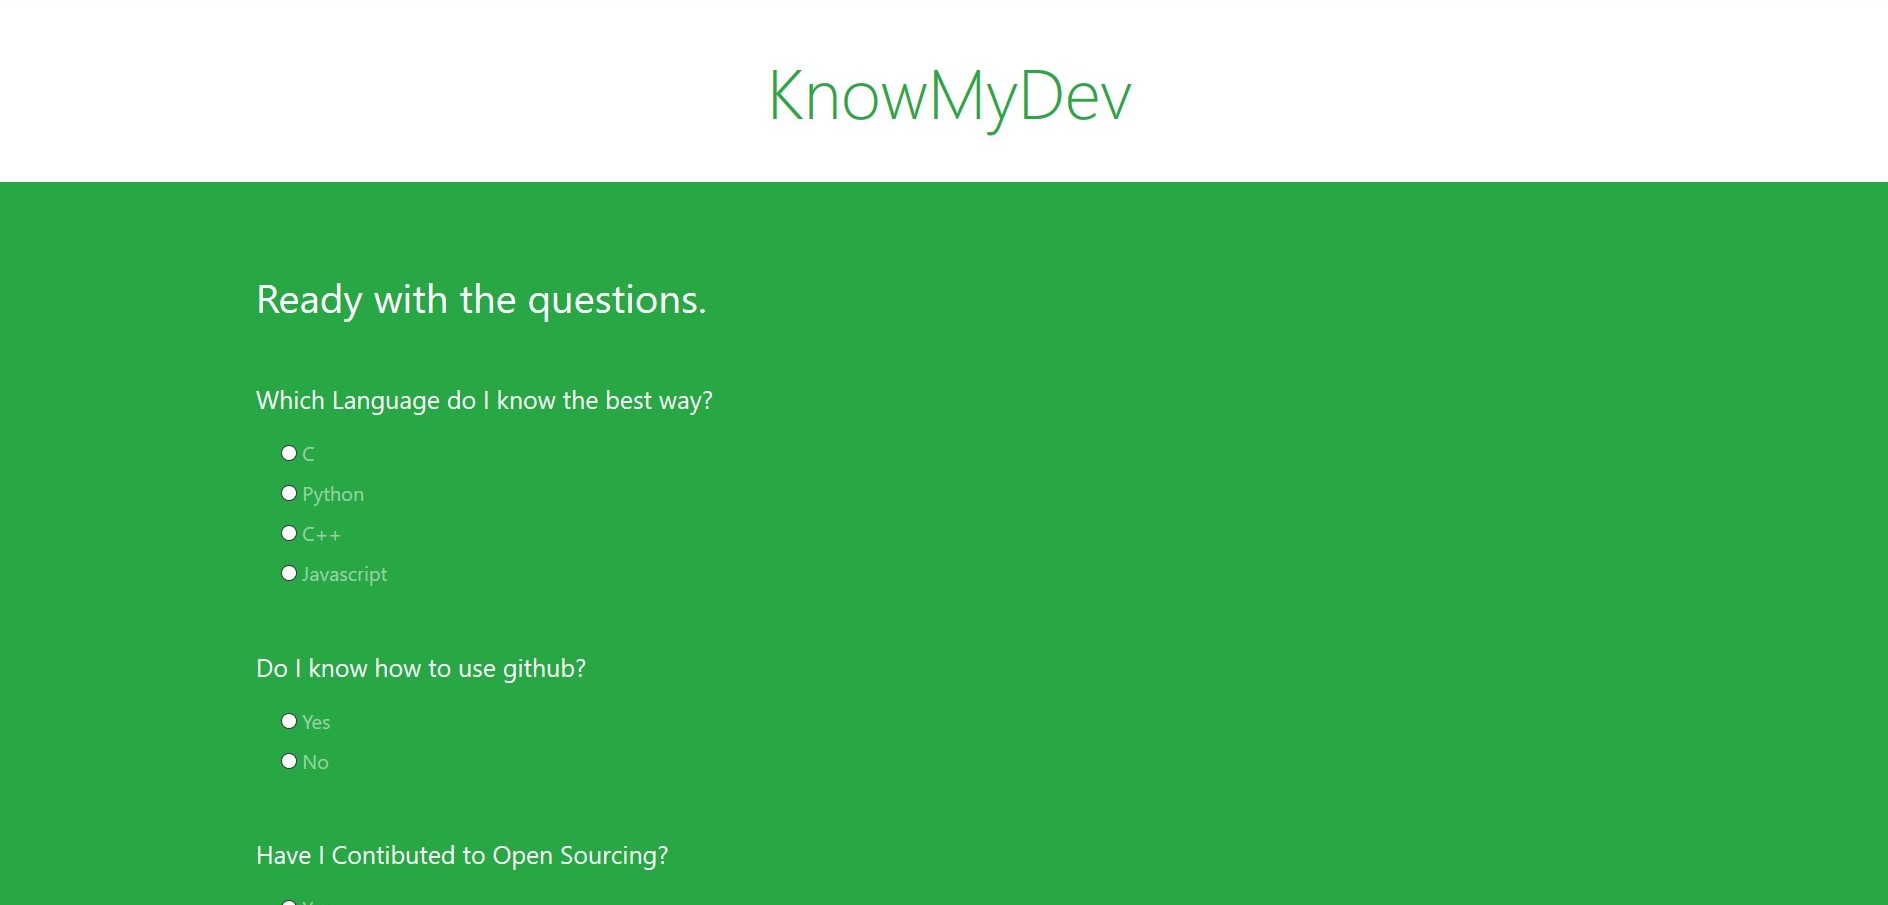 KnowMyDev
Ready with the questions.
Which Language do I know the best way?
C
Python
C++
Javascript
Do I know how to use github?
Yes
No
Have I Contibuted to Open Sourcing?